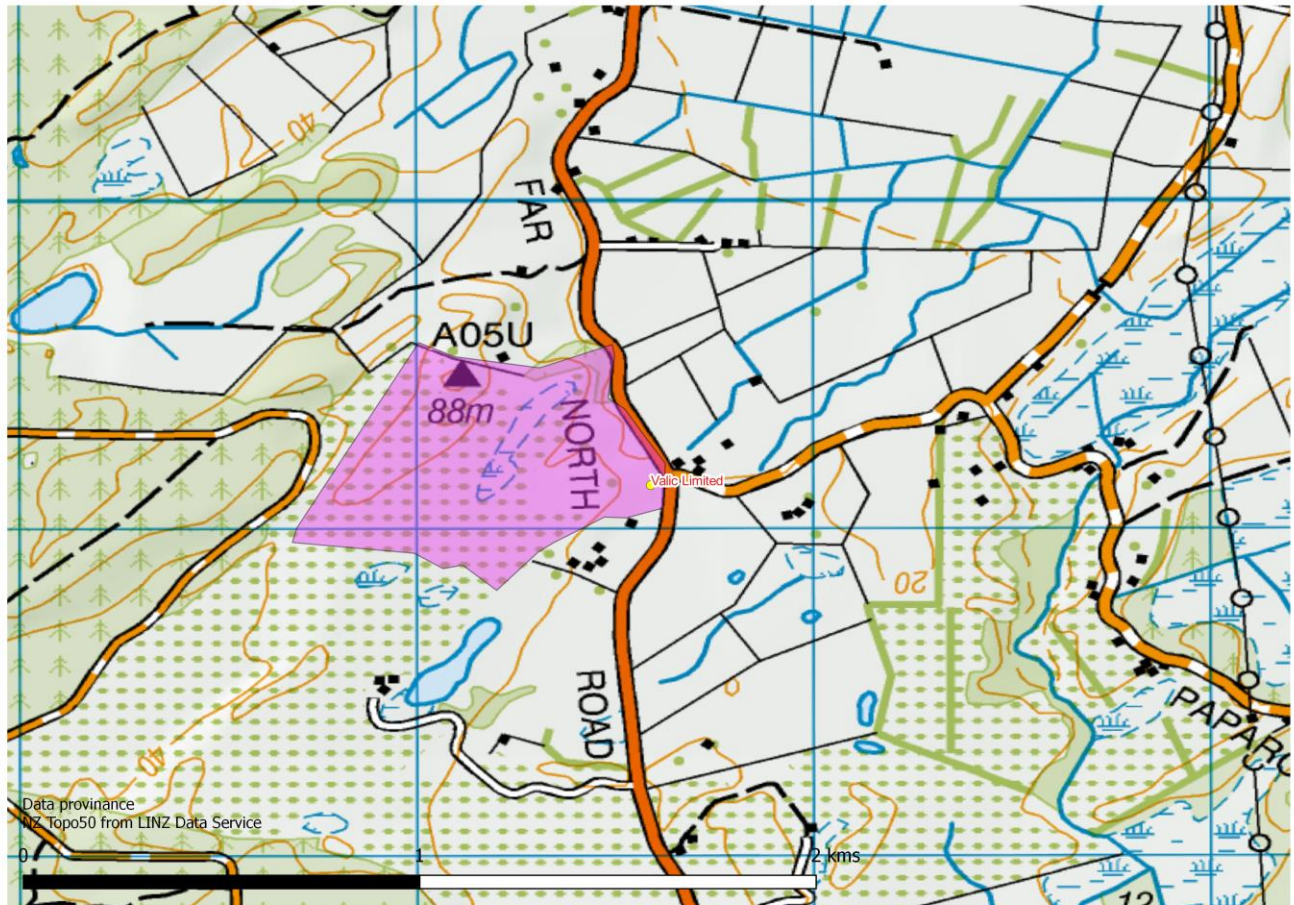 40
FAR
A05U
88m
NORTH
Valic Limited
20
ROAD
40
Data provinance
NZ Topo50 from LINZ Data Service
0
1
2 kms
12